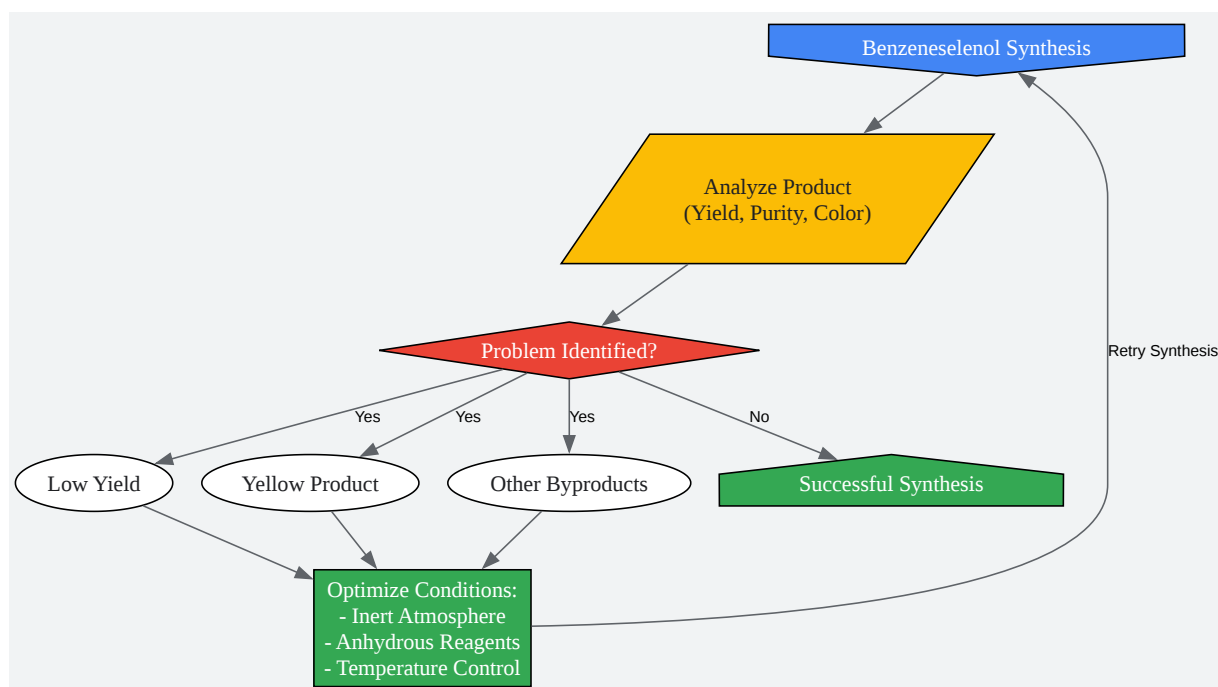 Benzeneselenol Synthesis
Analyze Product
(Yield, Purity, Color)
Problem Identified?
Retry Synthesis
Yes
Yes
Yes
No
Low Yield
Yellow Product
Other Byproducts
Successful Synthesis
Optimize Conditions:
- Inert Atmosphere
- Anhydrous Reagents
- Temperature Control